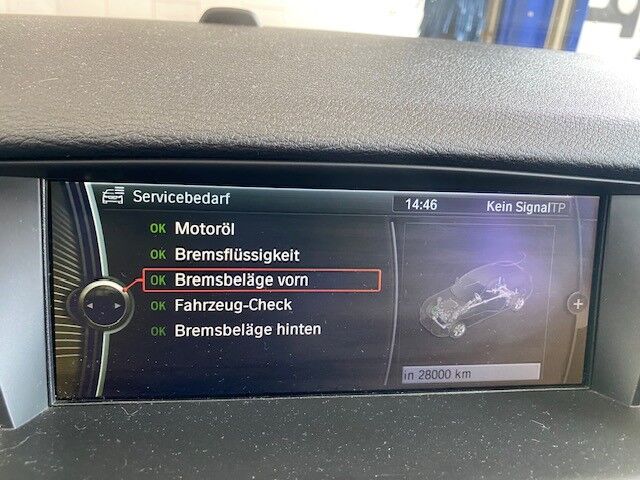 Servicebedarf 14:46 Kein Signal TP
OK Motoröl
OK Bremsflüssigkeit
OK Bremsbeläge vorn
OK Fahrzeug-Check
OK Bremsbeläge hinten
in 28000 km